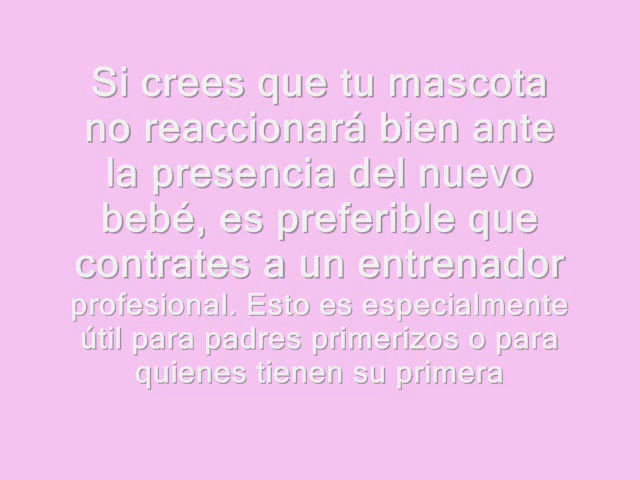 Si crees que tu mascota
no reaccionará bien ante
la presencia del nuevo
bebé, es preferible que
contrates a un entrenador
profesional. Esto es especialmente
útil para padres primerizos o para
quienes tienen su primera